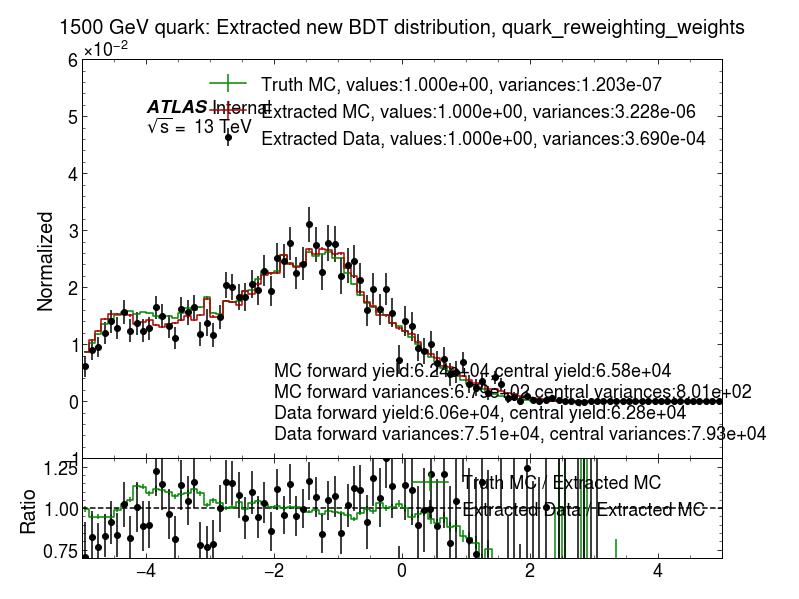 1500 GeV quark: Extracted new BDT distribution, quark_reweighting_weights
×10−2
6
5
4
3
2
1
0
Normalized
ATLAS Internal
√s = 13 TeV
Truth MC, values:1.000e+00, variances:1.203e-07
Extracted MC, values:1.000e+00, variances:3.228e-06
Extracted Data, values:1.000e+00, variances:3.690e-04
MC forward yield:6.24e+04 central yield:6.58e+04
MC forward variances:6.75e+02 central variances:8.01e+02
Data forward yield:6.06e+04, central yield:6.28e+04
Data forward variances:7.51e+04, central variances:7.93e+04
1
1.25
1.00
0.75
Ratio
Truth MC / Extracted MC
Extracted Data / Extracted MC
−4 −2 0 2 4